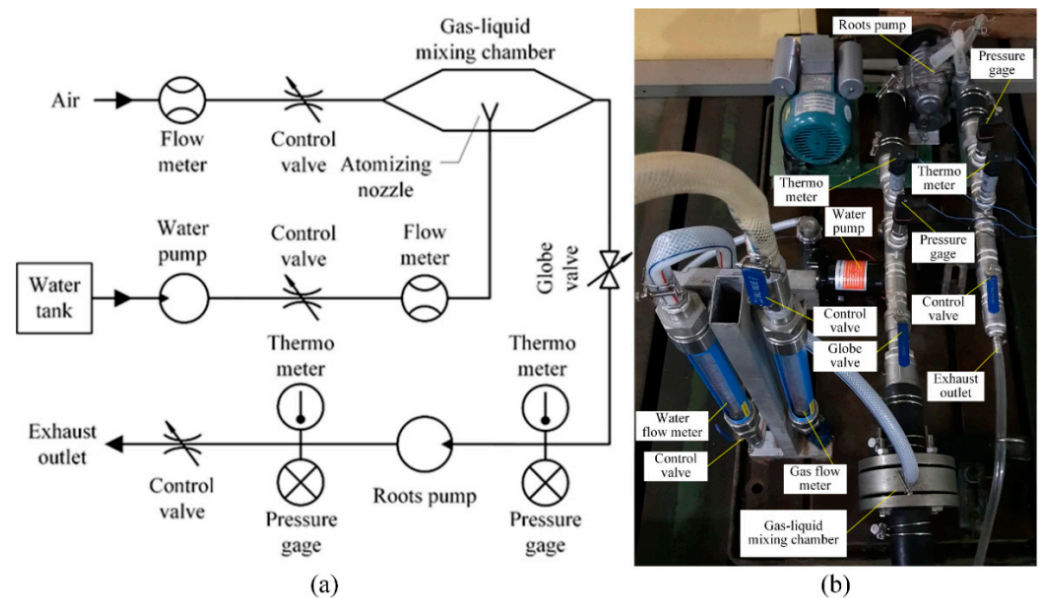 Gas-liquid
mixing chamber
Air
Flow
meter
Control
valve
Atomizing
nozzle
Water
pump
Control
valve
Flow
meter
Globe
valve
Water
tank
Thermo
meter
Thermo
meter
Exhaust
outlet
Control
valve
Pressure
gage
Roots pump
Pressure
gage
(a)
Roots pump
Pressure
gage
Thermo
meter
Thermo
meter
Water
pump
Pressure
gage
Control
valve
Control
valve
Globe
valve
Exhaust
outlet
Water
flow meter
Control
valve
Gas flow
meter
Gas-liquid
mixing chamber
(b)